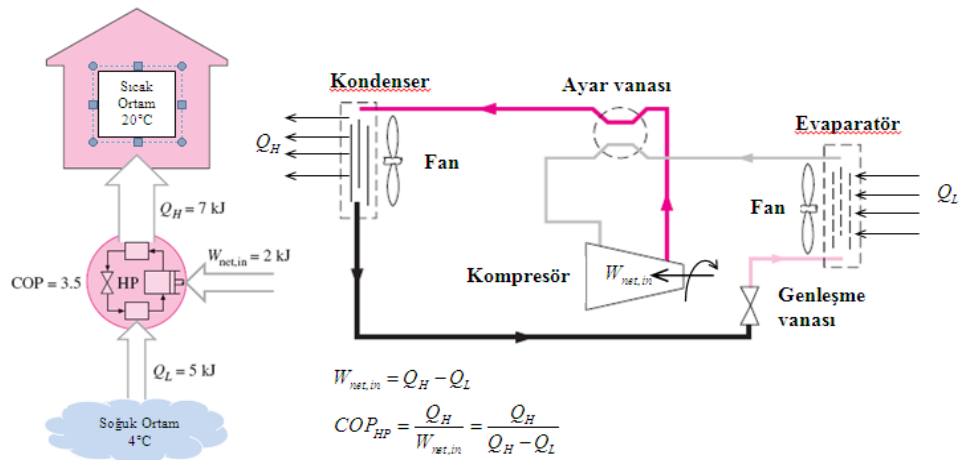 Sıcak
Ortam
20°C
Q_H = 7 kJ
W_net,in = 2 kJ
COP = 3.5
HP
Q_L = 5 kJ
Soğuk Ortam
4°C
Kondenser
Ayar vanası
Evaparatör
Q_H
Fan
Fan
Q_L
Kompresör
W_net,in
Genleşme
vanası
W_net,in = Q_H − Q_L
COP_HP = Q_H / W_net,in = Q_H / (Q_H − Q_L)